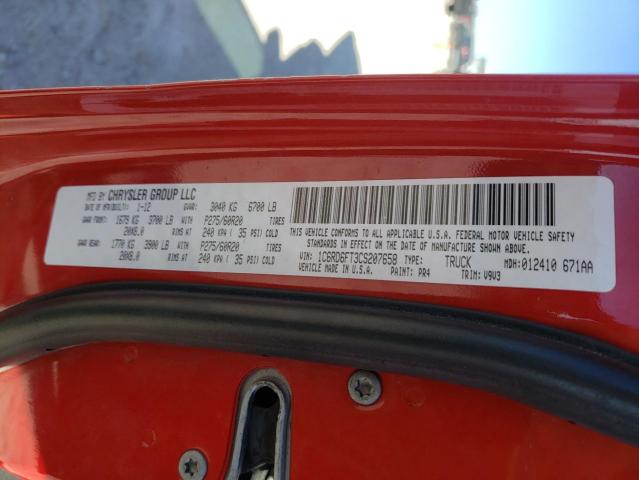 MFD BY: CHRYSLER GROUP LLC
DATE OF MFR/BUILT: 1-12 GVWR: 3040 KG 6700 LB
GAWR FRONT: 1679 KG 3700 LB WITH P275/60R20 TIRES
20X8.0 RIMS AT 240 KPA ( 35 PSI) COLD
GAWR REAR: 1770 KG 3900 LB WITH P275/60R20 TIRES
20X8.0 RIMS AT 240 KPA ( 35 PSI) COLD
THIS VEHICLE CONFORMS TO ALL APPLICABLE U.S.A. FEDERAL MOTOR VEHICLE SAFETY
STANDARDS IN EFFECT ON THE DATE OF MANUFACTURE SHOWN ABOVE.
VIN: 1C6RD6FT3CS207658 TYPE: TRUCK MDH: 012410 671AA
MADE IN U.S.A. PAINT: PR4 TRIM: V9V3